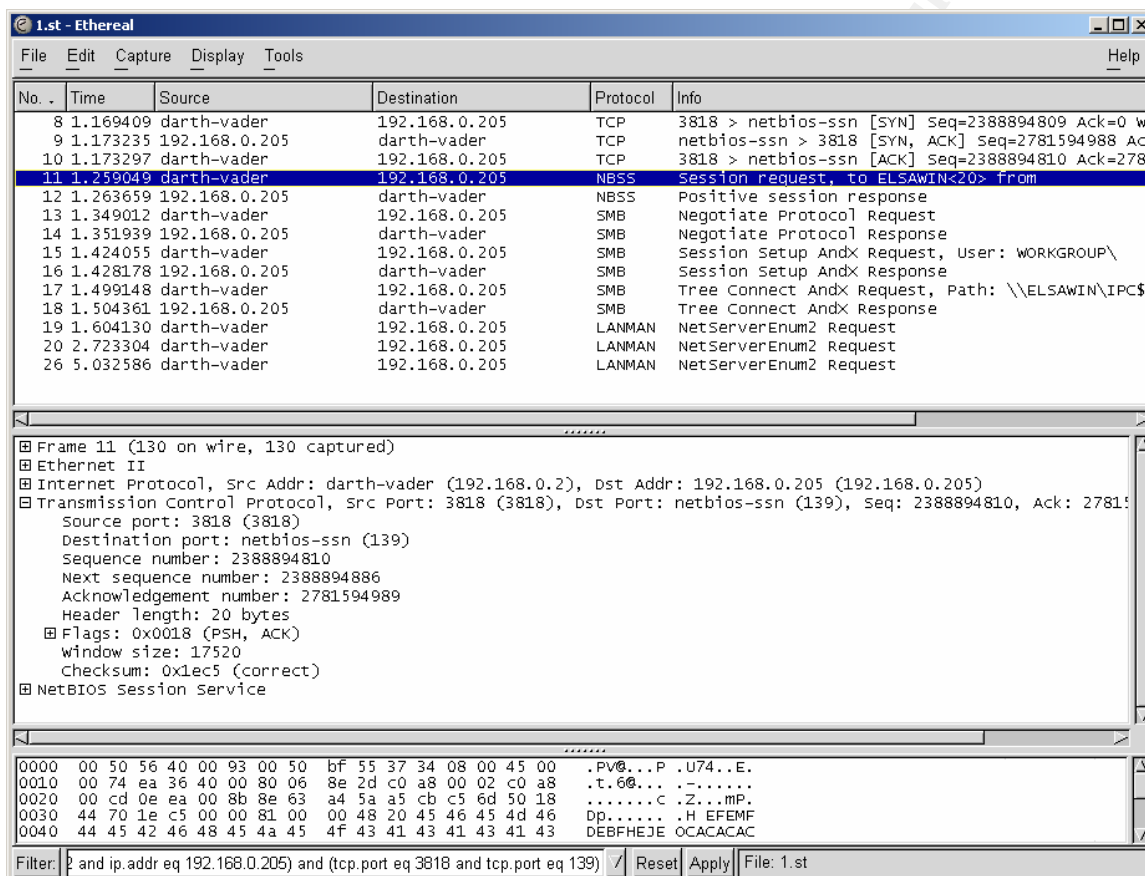 1.st - Ethereal
File Edit Capture Display Tools Help
No. Time Source Destination Protocol Info
8 1.169409 darth-vader 192.168.0.205 TCP 3818 > netbios-ssn [SYN] Seq=2388894809 Ack=0 W
9 1.173235 192.168.0.205 darth-vader TCP netbios-ssn > 3818 [SYN, ACK] Seq=2781594988 Ac
10 1.173297 darth-vader 192.168.0.205 TCP 3818 > netbios-ssn [ACK] Seq=2388894810 Ack=278
11 1.259049 darth-vader 192.168.0.205 NBSS Session request, to ELSAWIN<20> from
12 1.263659 192.168.0.205 darth-vader NBSS Positive session response
13 1.349012 darth-vader 192.168.0.205 SMB Negotiate Protocol Request
14 1.351939 192.168.0.205 darth-vader SMB Negotiate Protocol Response
15 1.424055 darth-vader 192.168.0.205 SMB Session Setup AndX Request, User: WORKGROUP\
16 1.428178 192.168.0.205 darth-vader SMB Session Setup AndX Response
17 1.499148 darth-vader 192.168.0.205 SMB Tree Connect AndX Request, Path: \\ELSAWIN\IPC$
18 1.504361 192.168.0.205 darth-vader SMB Tree Connect AndX Response
19 1.604130 darth-vader 192.168.0.205 LANMAN NetServerEnum2 Request
20 2.723304 darth-vader 192.168.0.205 LANMAN NetServerEnum2 Request
26 5.032586 darth-vader 192.168.0.205 LANMAN NetServerEnum2 Request
Frame 11 (130 on wire, 130 captured)
Ethernet II
Internet Protocol, Src Addr: darth-vader (192.168.0.2), Dst Addr: 192.168.0.205 (192.168.0.205)
Transmission Control Protocol, Src Port: 3818 (3818), Dst Port: netbios-ssn (139), Seq: 2388894810, Ack: 27815
Source port: 3818 (3818)
Destination port: netbios-ssn (139)
Sequence number: 2388894810
Next sequence number: 2388894886
Acknowledgement number: 2781594989
Header length: 20 bytes
Flags: 0x0018 (PSH, ACK)
Window size: 17520
Checksum: 0x1ec5 (correct)
NetBIOS Session Service
0000 00 50 56 40 00 93 00 50 bf 55 37 34 08 00 45 00 .PV@...P .U74..E.
0010 00 74 ea 36 40 00 80 06 8e 2d c0 a8 00 02 c0 a8 .t.6@... .-......
0020 00 cd 0e ea 00 8b 8e 63 a4 5a a5 cb c5 6d 50 18 .......c .Z...mP.
0030 44 70 1e c5 00 00 81 00 00 48 20 45 46 45 4d 46 Dp...... .H EFEMF
0040 44 45 42 46 48 45 4a 45 4f 43 41 43 41 43 41 43 DEBFHEJE OCACACAC
Filter: 2 and ip.addr eq 192.168.0.205) and (tcp.port eq 3818 and tcp.port eq 139) Reset Apply File: 1.st